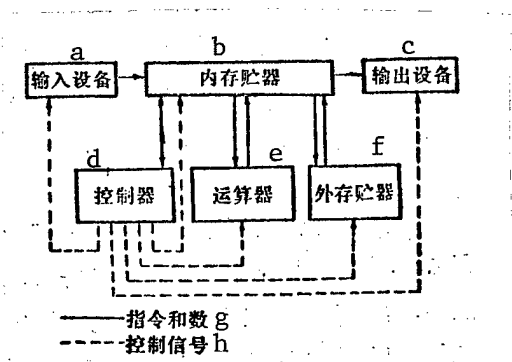 a b c
输入设备 内存贮器 输出设备
d e f
控制器 运算器 外存贮器
指令和数 g
控制信号 h